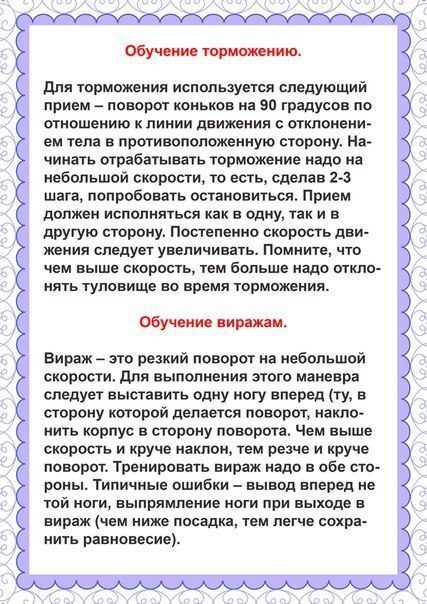 Обучение торможению.
Для торможения используется следующий
прием – поворот коньков на 90 градусов по
отношению к линии движения с отклонени-
ем тела в противоположенную сторону. На-
чинать отрабатывать торможение надо на
небольшой скорости, то есть, сделав 2-3
шага, попробовать остановиться. Прием
должен исполняться как в одну, так и в
другую сторону. Постепенно скорость дви-
жения следует увеличивать. Помните, что
чем выше скорость, тем больше надо откло-
нять туловище во время торможения.
Обучение виражам.
Вираж – это резкий поворот на небольшой
скорости. Для выполнения этого маневра
следует выставить одну ногу вперед (ту, в
сторону которой делается поворот, накло-
нить корпус в сторону поворота. Чем выше
скорость и круче наклон, тем резче и круче
поворот. Тренировать вираж надо в обе сто-
роны. Типичные ошибки – вывод вперед не
той ноги, выпрямление ноги при выходе в
вираж (чем ниже посадка, тем легче сохра-
нить равновесие).